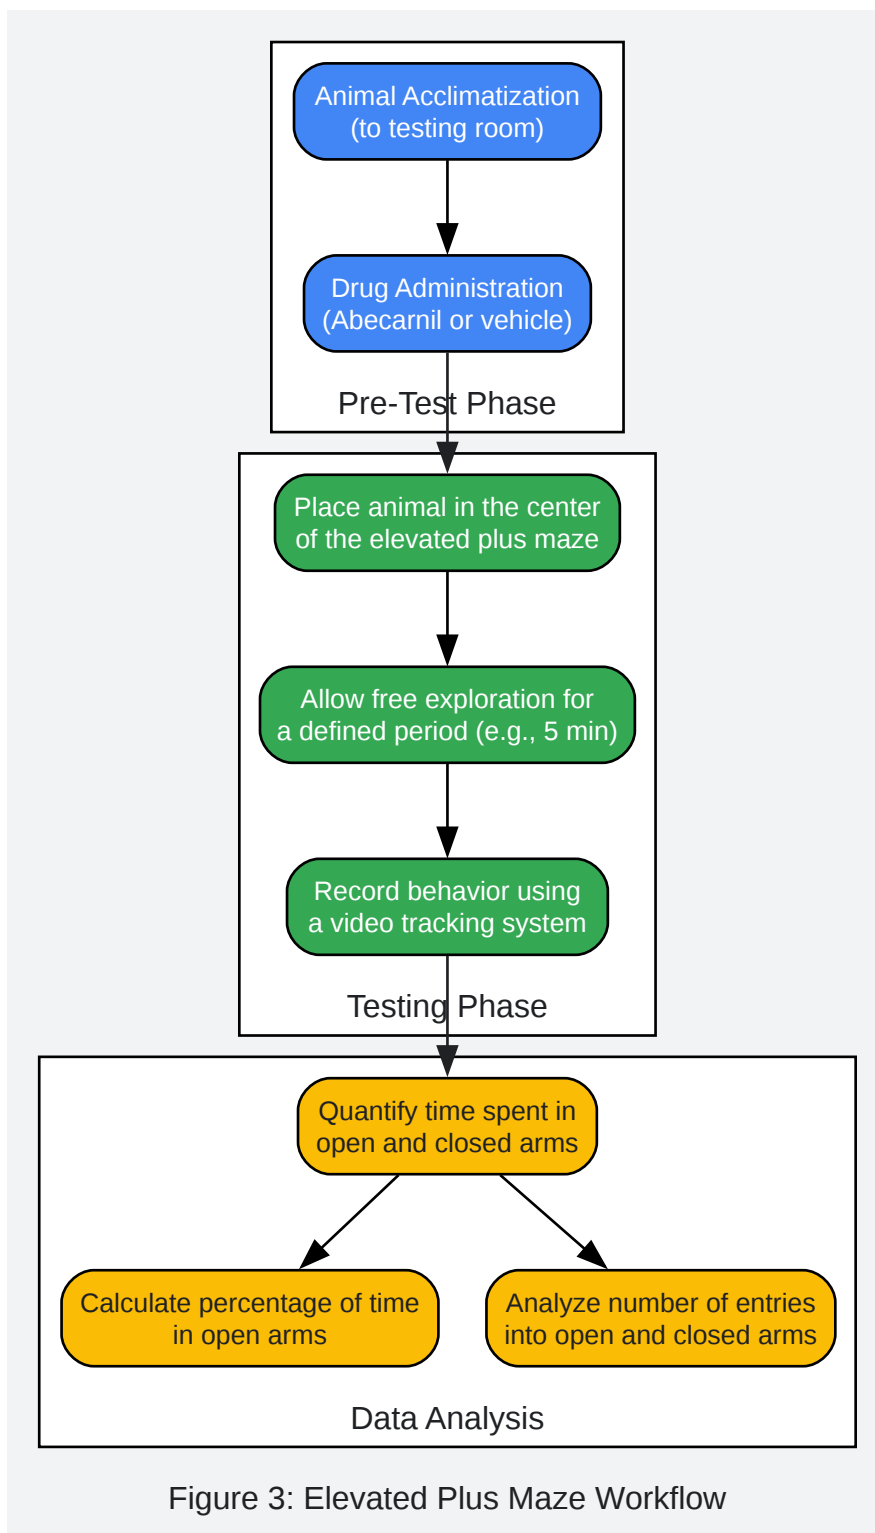 Animal Acclimatization
(to testing room)
Drug Administration
(Abecarnil or vehicle)
Pre-Test Phase
Place animal in the center
of the elevated plus maze
Allow free exploration for
a defined period (e.g., 5 min)
Record behavior using
a video tracking system
Testing Phase
Quantify time spent in
open and closed arms
Calculate percentage of time
in open arms
Analyze number of entries
into open and closed arms
Data Analysis
Figure 3: Elevated Plus Maze Workflow